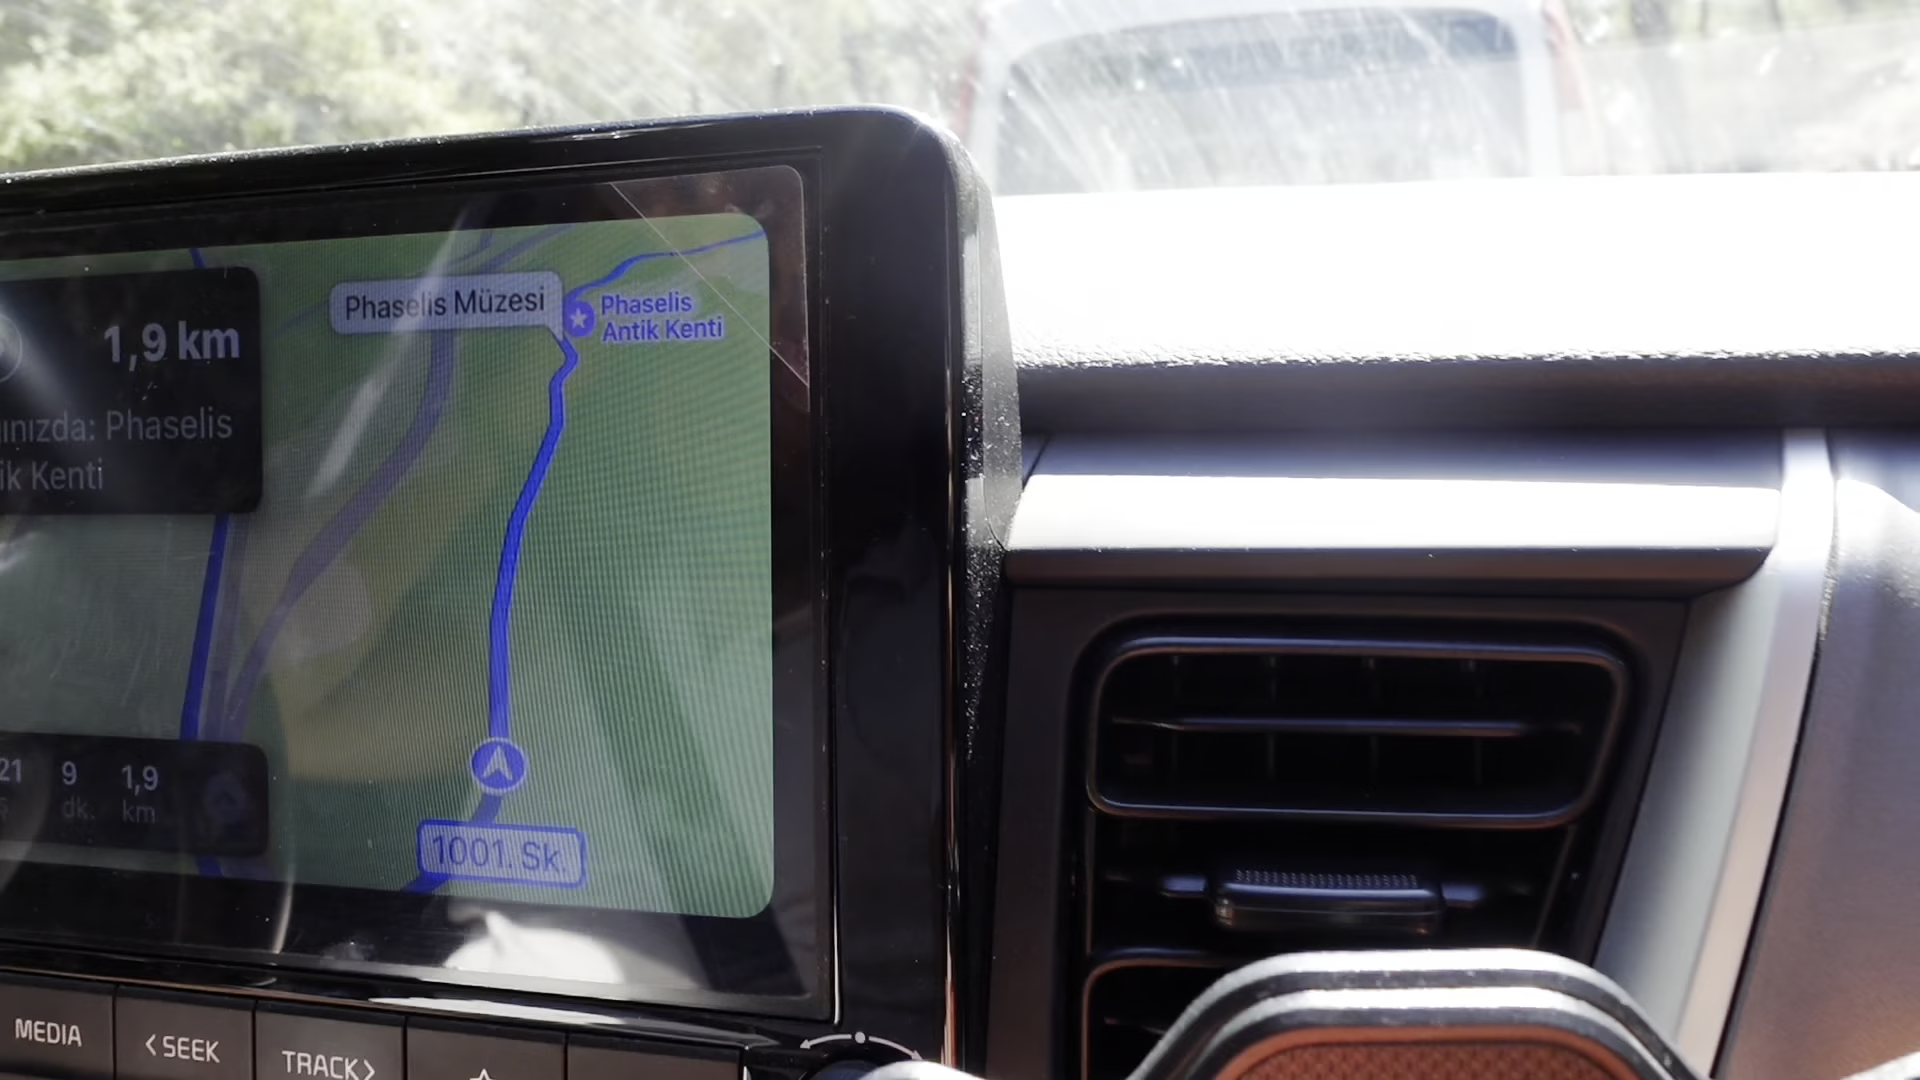 1,9 km
ınızda: Phaselis
ik Kenti
Phaselis Müzesi
Phaselis
Antik Kenti
21 9 1,9
dk. km
1001. Sk.
MEDIA
<SEEK
TRACK>